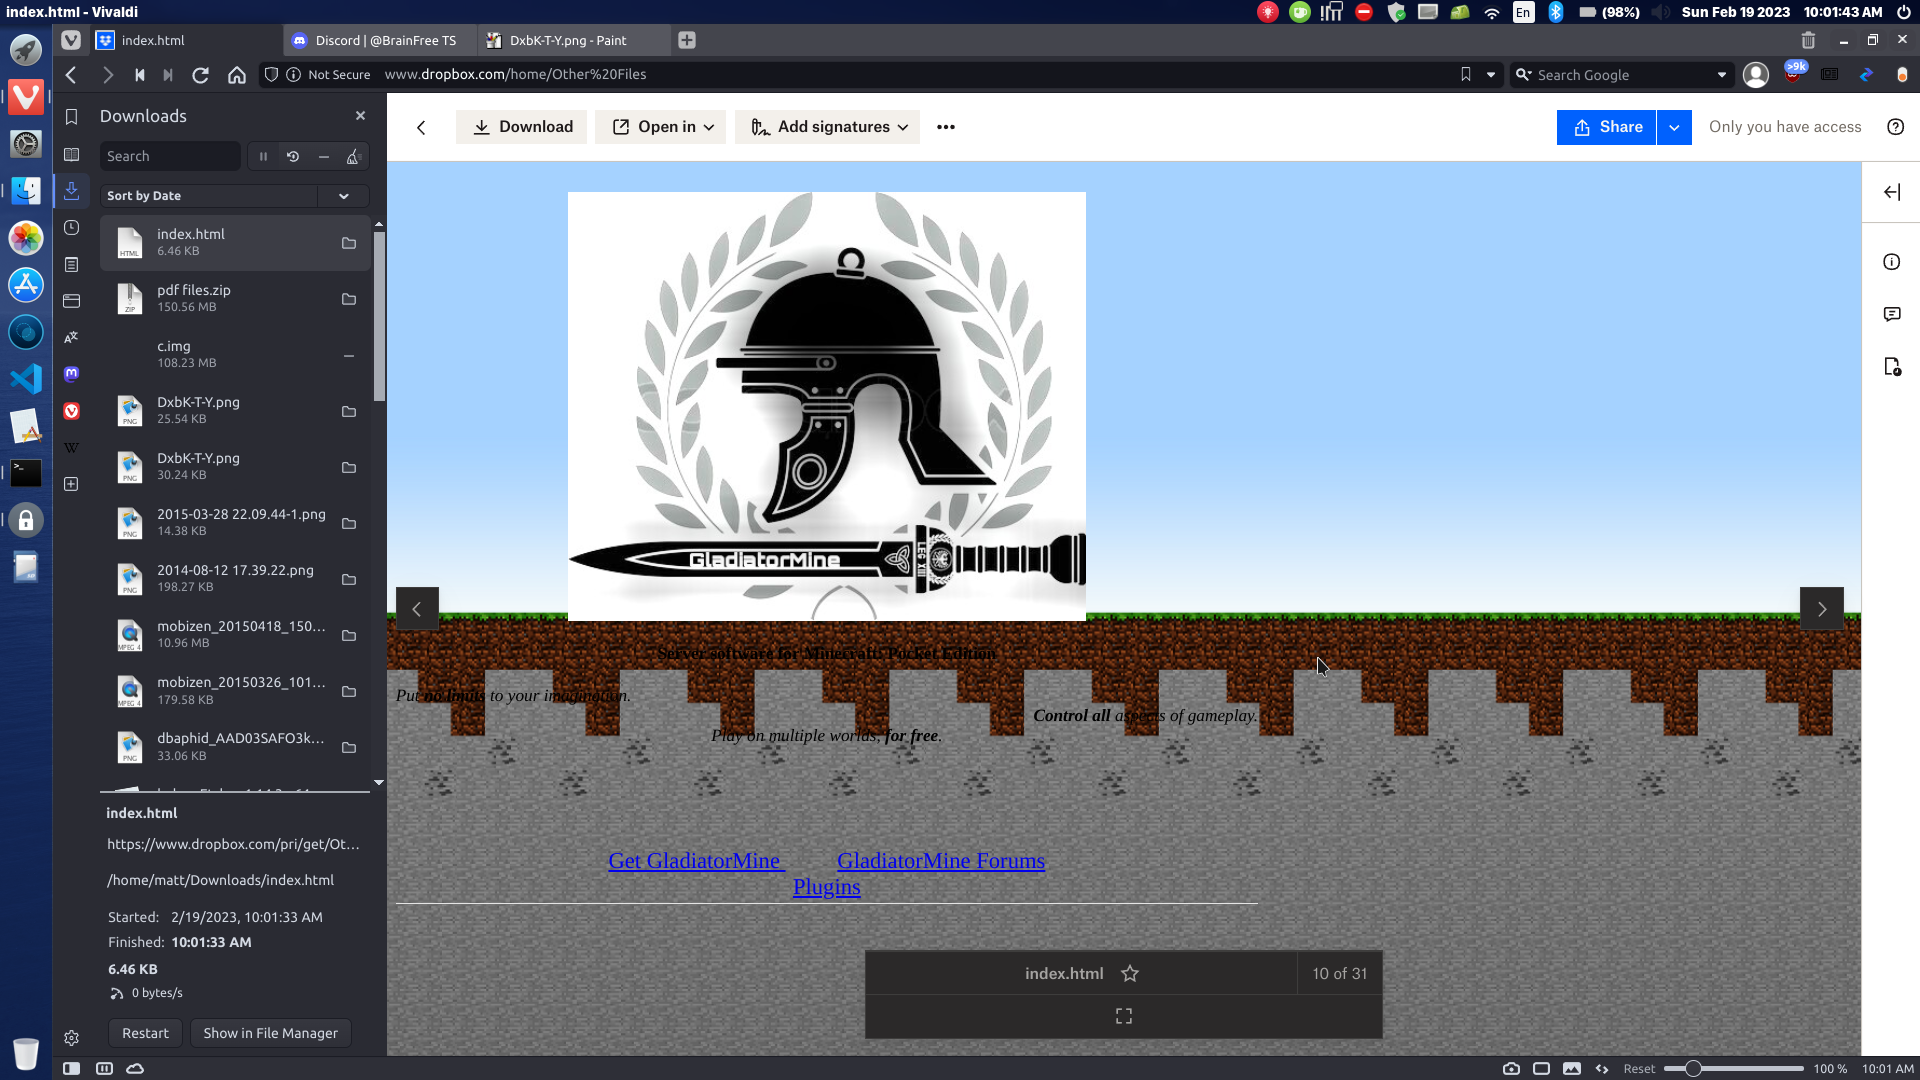 index.html - Vivaldi
En
(98%)
Sun Feb 19 2023
10:01:43 AM
index.html
Discord | @BrainFree TS
DxbK-T-Y.png - Paint
Not Secure
www.dropbox.com/home/Other%20Files
Search Google
>9k
Downloads
Search
Sort by Date
index.html
6.46 KB
pdf files.zip
150.56 MB
c.img
108.23 MB
DxbK-T-Y.png
25.54 KB
DxbK-T-Y.png
30.24 KB
2015-03-28 22.09.44-1.png
14.38 KB
2014-08-12 17.39.22.png
198.27 KB
mobizen_20150418_150...
10.96 MB
mobizen_20150326_101...
179.58 KB
dbaphid_AAD03SAFO3k...
33.06 KB
index.html
https://www.dropbox.com/pri/get/Ot...
/home/matt/Downloads/index.html
Started: 2/19/2023, 10:01:33 AM
Finished: 10:01:33 AM
6.46 KB
0 bytes/s
Restart
Show in File Manager
Download
Open in
Add signatures
Share
Only you have access
GladiatorMine
LEG XIII
Server software for Minecraft: Pocket Edition
Put no limits to your imagination.
Control all aspects of gameplay.
Play on multiple worlds, for free.
Get GladiatorMine
GladiatorMine Forums
Plugins
index.html
10 of 31
Reset
100 %
10:01 AM